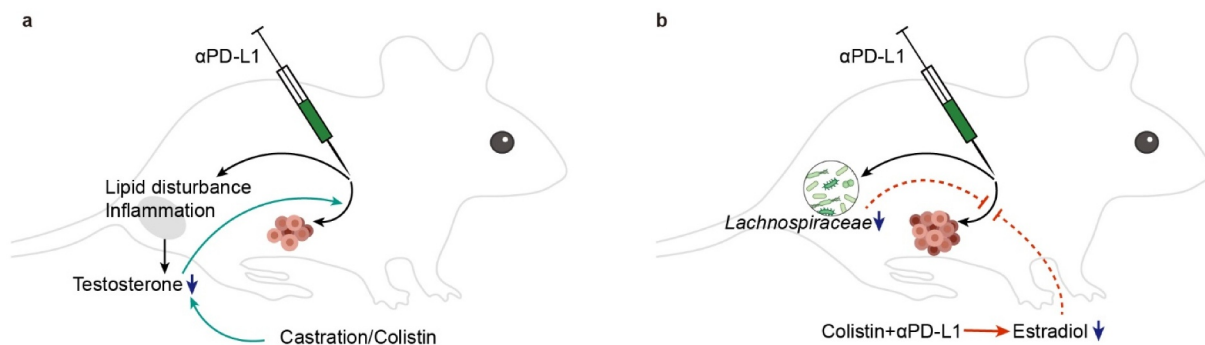 a
αPD-L1
Lipid disturbance
Inflammation
Testosterone
Castration/Colistin
b
αPD-L1
Lachnospiraceae
Colistin+αPD-L1
Estradiol